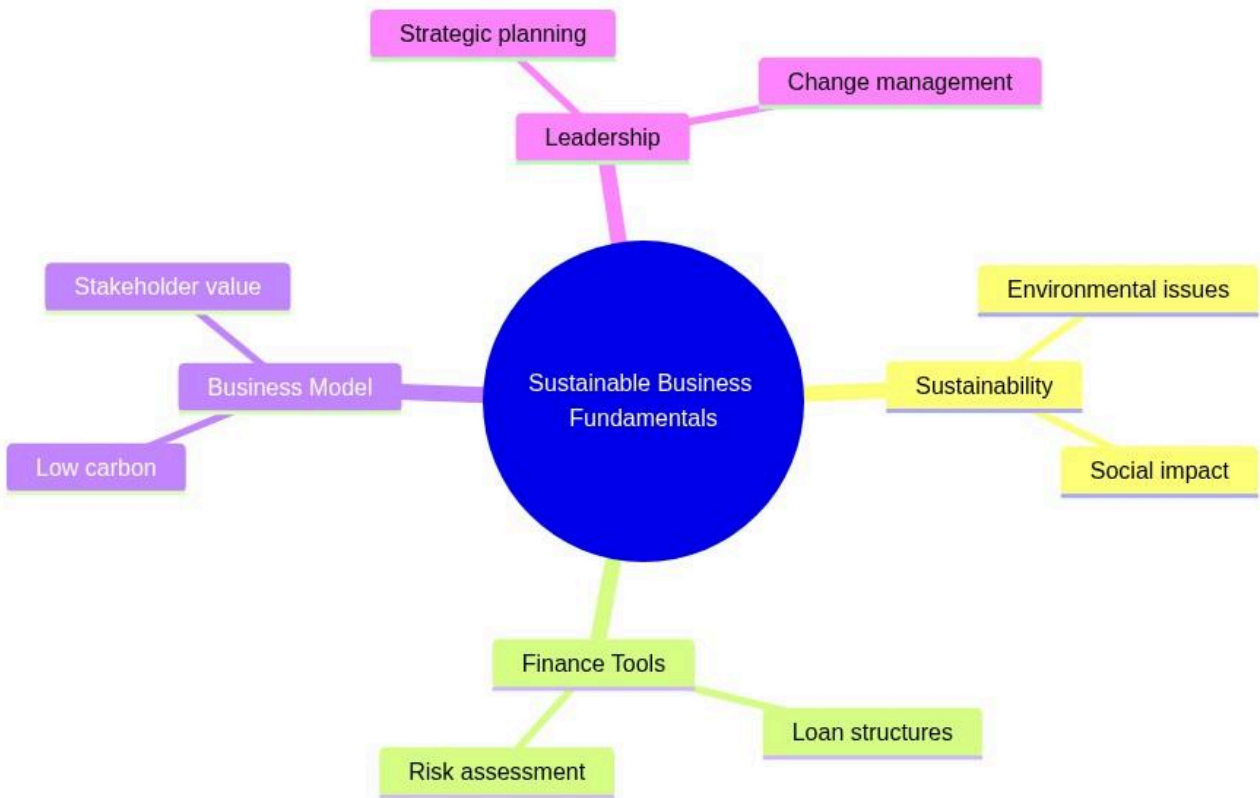 Strategic planning
Change management
Leadership
Stakeholder value
Business Model
Low carbon
Sustainable Business
Fundamentals
Environmental issues
Sustainability
Social impact
Finance Tools
Loan structures
Risk assessment